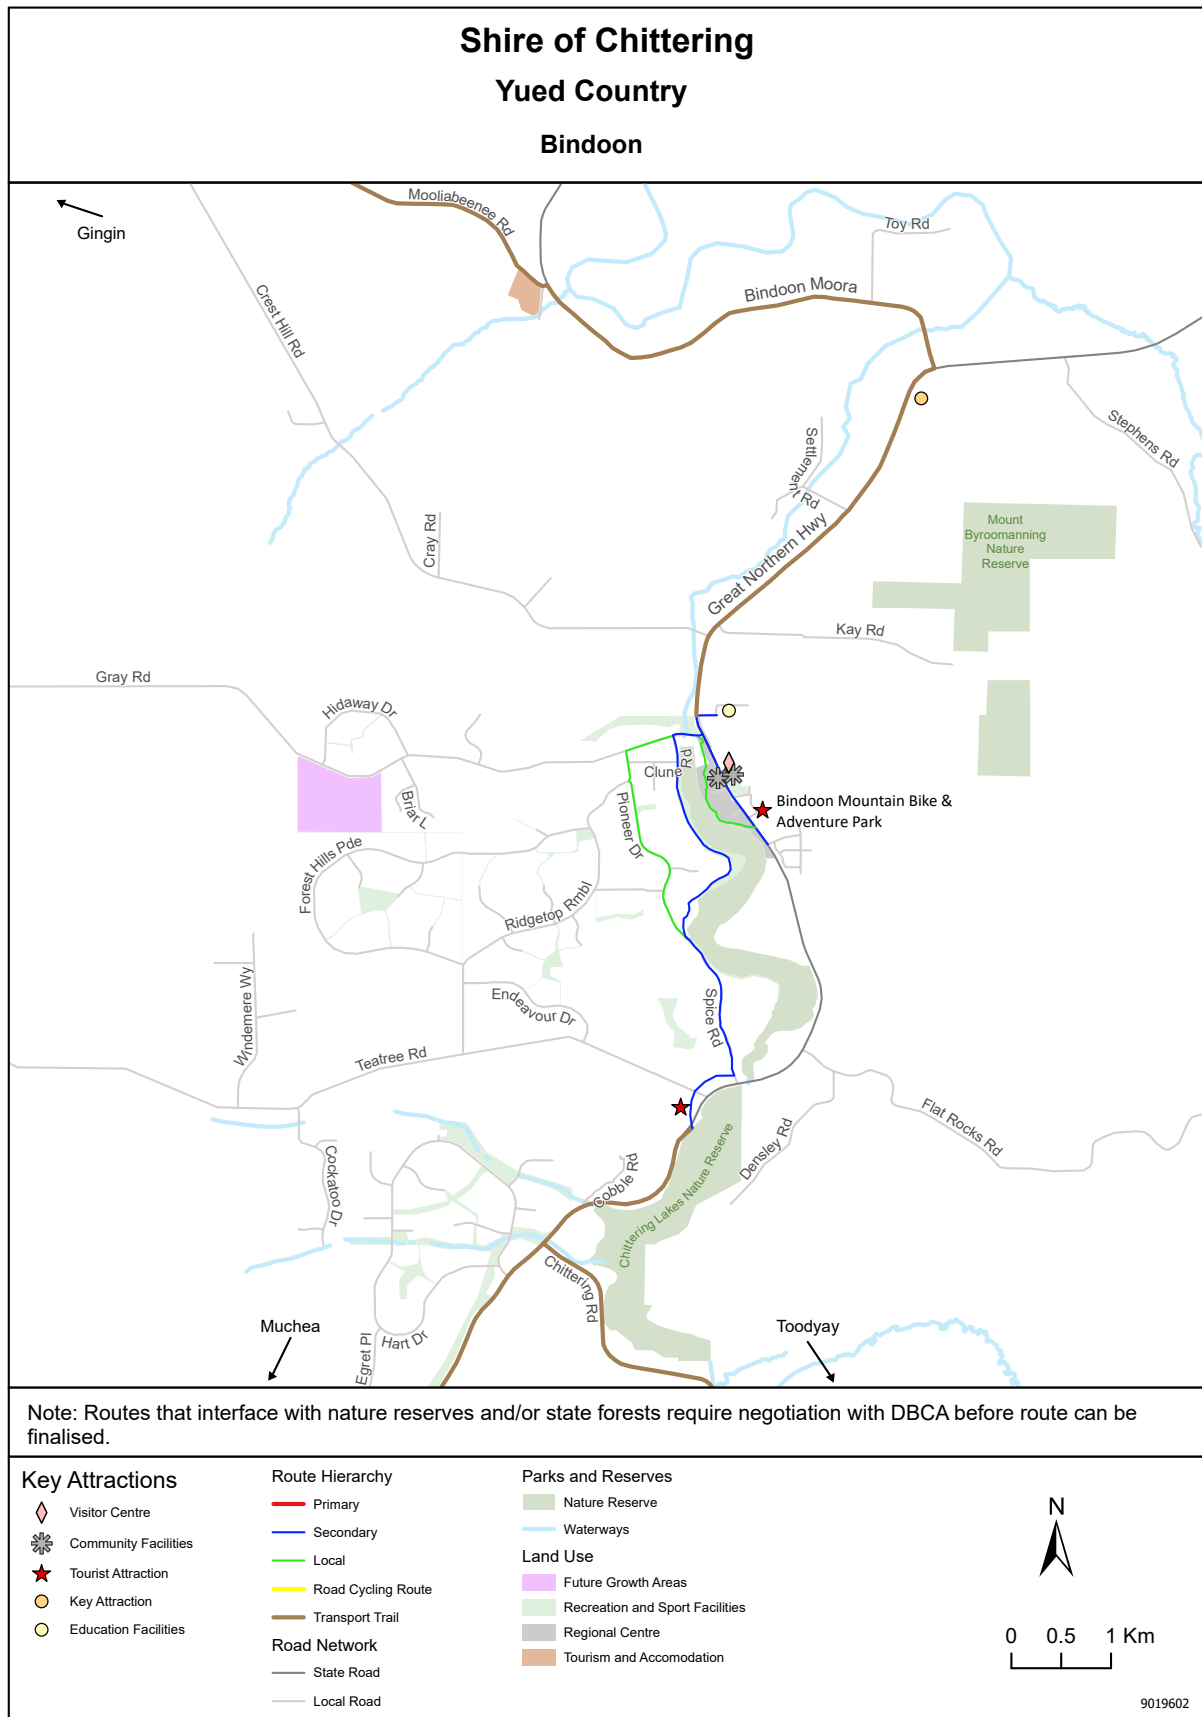 Shire of Chittering
Yued Country
Bindoon
Gingin
Mooliabeenee Rd
Toy Rd
Bindoon Moora
Crest Hill Rd
Stephens Rd
Settlement Rd
Cray Rd
Great Northern Hwy
Mount
Byroomanning
Nature
Reserve
Kay Rd
Gray Rd
Hidaway Dr
Clune Rd
Briar L
Pioneer Dr
Bindoon Mountain Bike &
Adventure Park
Forest Hills Pde
Ridgetop Rmbl
Windemere Wy
Endeavour Dr
Spice Rd
Teatree Rd
Flat Rocks Rd
Densley Rd
Cockatoo Dr
Cobble Rd
Chittering Lakes Nature Reserve
Chittering Rd
Muchea
Egret Pl
Hart Dr
Toodyay
Note: Routes that interface with nature reserves and/or state forests require negotiation with DBCA before route can be
finalised.
Key Attractions
Visitor Centre
Community Facilities
Tourist Attraction
Key Attraction
Education Facilities
Route Hierarchy
Primary
Secondary
Local
Road Cycling Route
Transport Trail
Road Network
State Road
Local Road
Parks and Reserves
Nature Reserve
Waterways
Land Use
Future Growth Areas
Recreation and Sport Facilities
Regional Centre
Tourism and Accomodation
N
0 0.5 1 Km
9019602